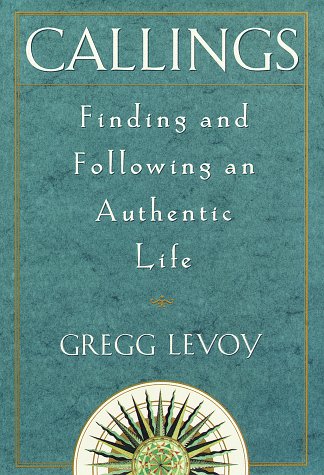 CALLINGS
Finding and
Following an
Authentic
Life
GREGG LEVOY